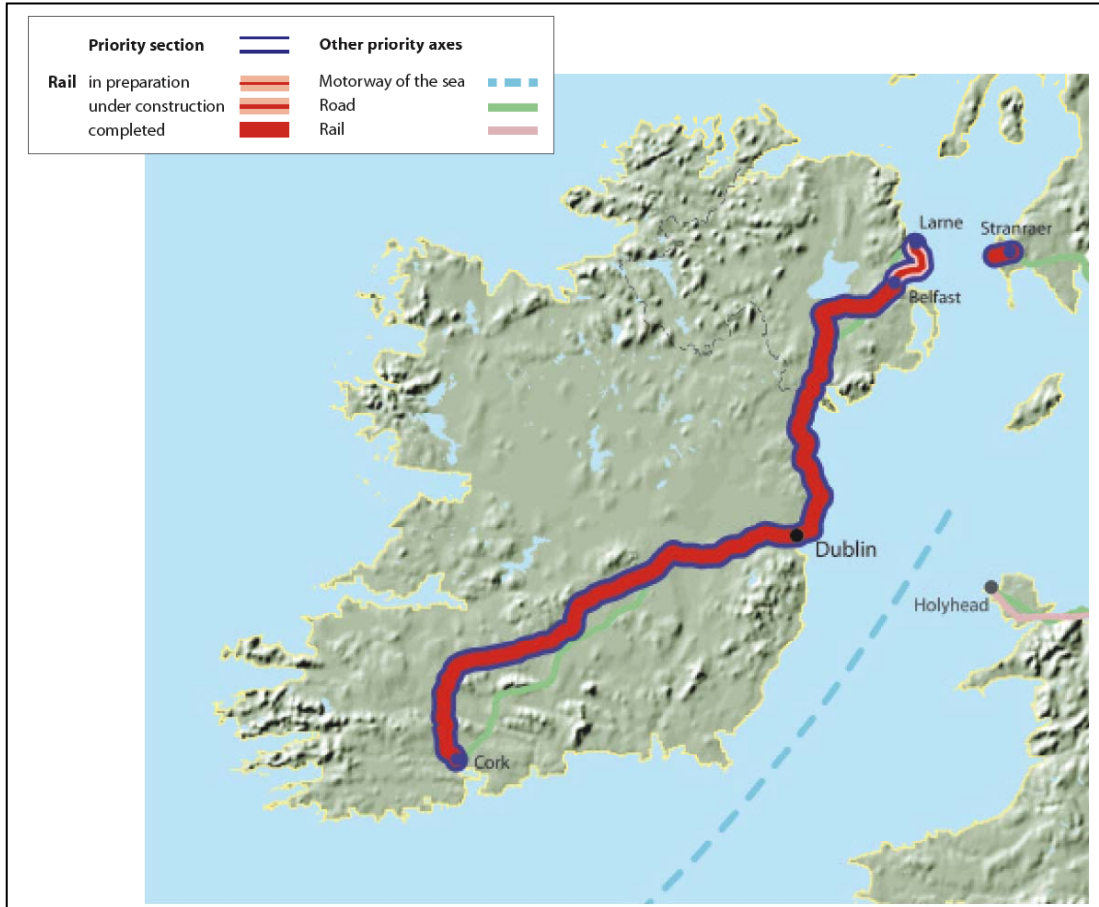 Priority section
Other priority axes
Rail in preparation
Motorway of the sea
under construction
Road
completed
Rail
Larne
Stranraer
Belfast
Dublin
Holyhead
Cork